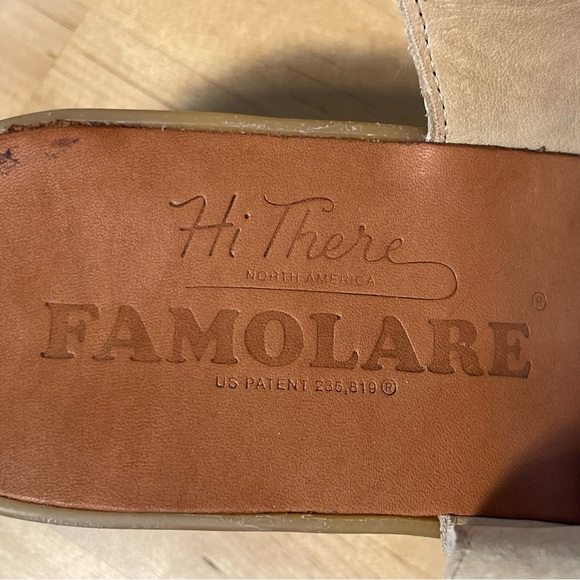 Hi There
NORTH AMERICA
FAMOLARE®
US PATENT 235,819®